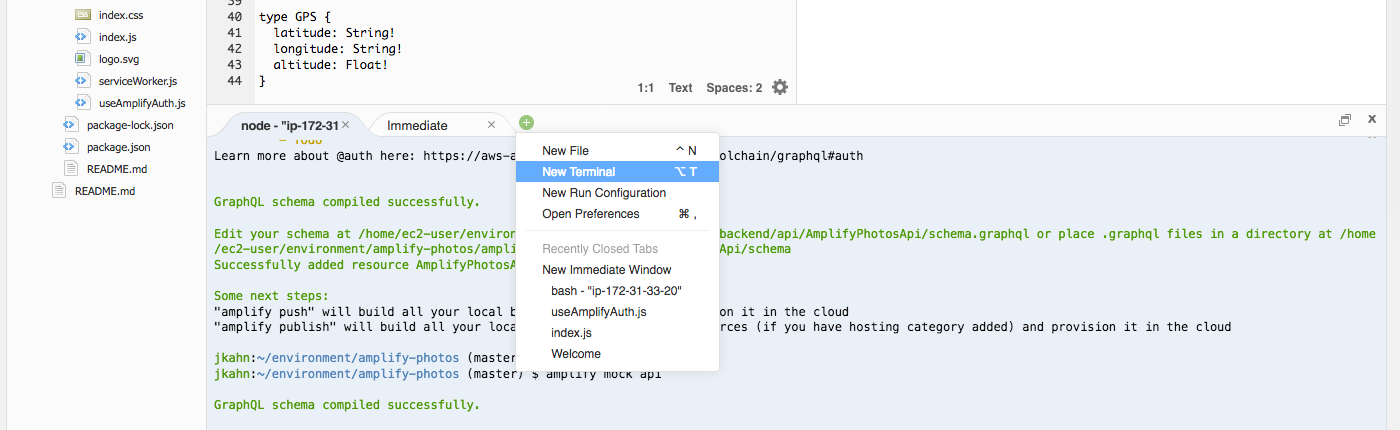 index.css
index.js
logo.svg
serviceWorker.js
useAmplifyAuth.js
package-lock.json
package.json
README.md
README.md
39
40 type GPS {
41 latitude: String!
42 longitude: String!
43 altitude: Float!
44 }
1:1 Text Spaces: 2
node - "ip-172-31 × Immediate ×
Todo
Learn more about @auth here: https://aws-a olchain/graphql#auth
GraphQL schema compiled successfully.
Edit your schema at /home/ec2-user/environ backend/api/AmplifyPhotosApi/schema.graphql or place .graphql files in a directory at /home
/ec2-user/environment/amplify-photos/ampli Api/schema
Successfully added resource AmplifyPhotosA
Some next steps:
"amplify push" will build all your local b on it in the cloud
"amplify publish" will build all your loca rces (if you have hosting category added) and provision it in the cloud
jkahn:~/environment/amplify-photos (master
jkahn:~/environment/amplify-photos (master) $ amplify mock api
GraphQL schema compiled successfully.
New File ^ N
New Terminal ⌥ T
New Run Configuration
Open Preferences ⌘ ,
Recently Closed Tabs
New Immediate Window
bash - "ip-172-31-33-20"
useAmplifyAuth.js
index.js
Welcome